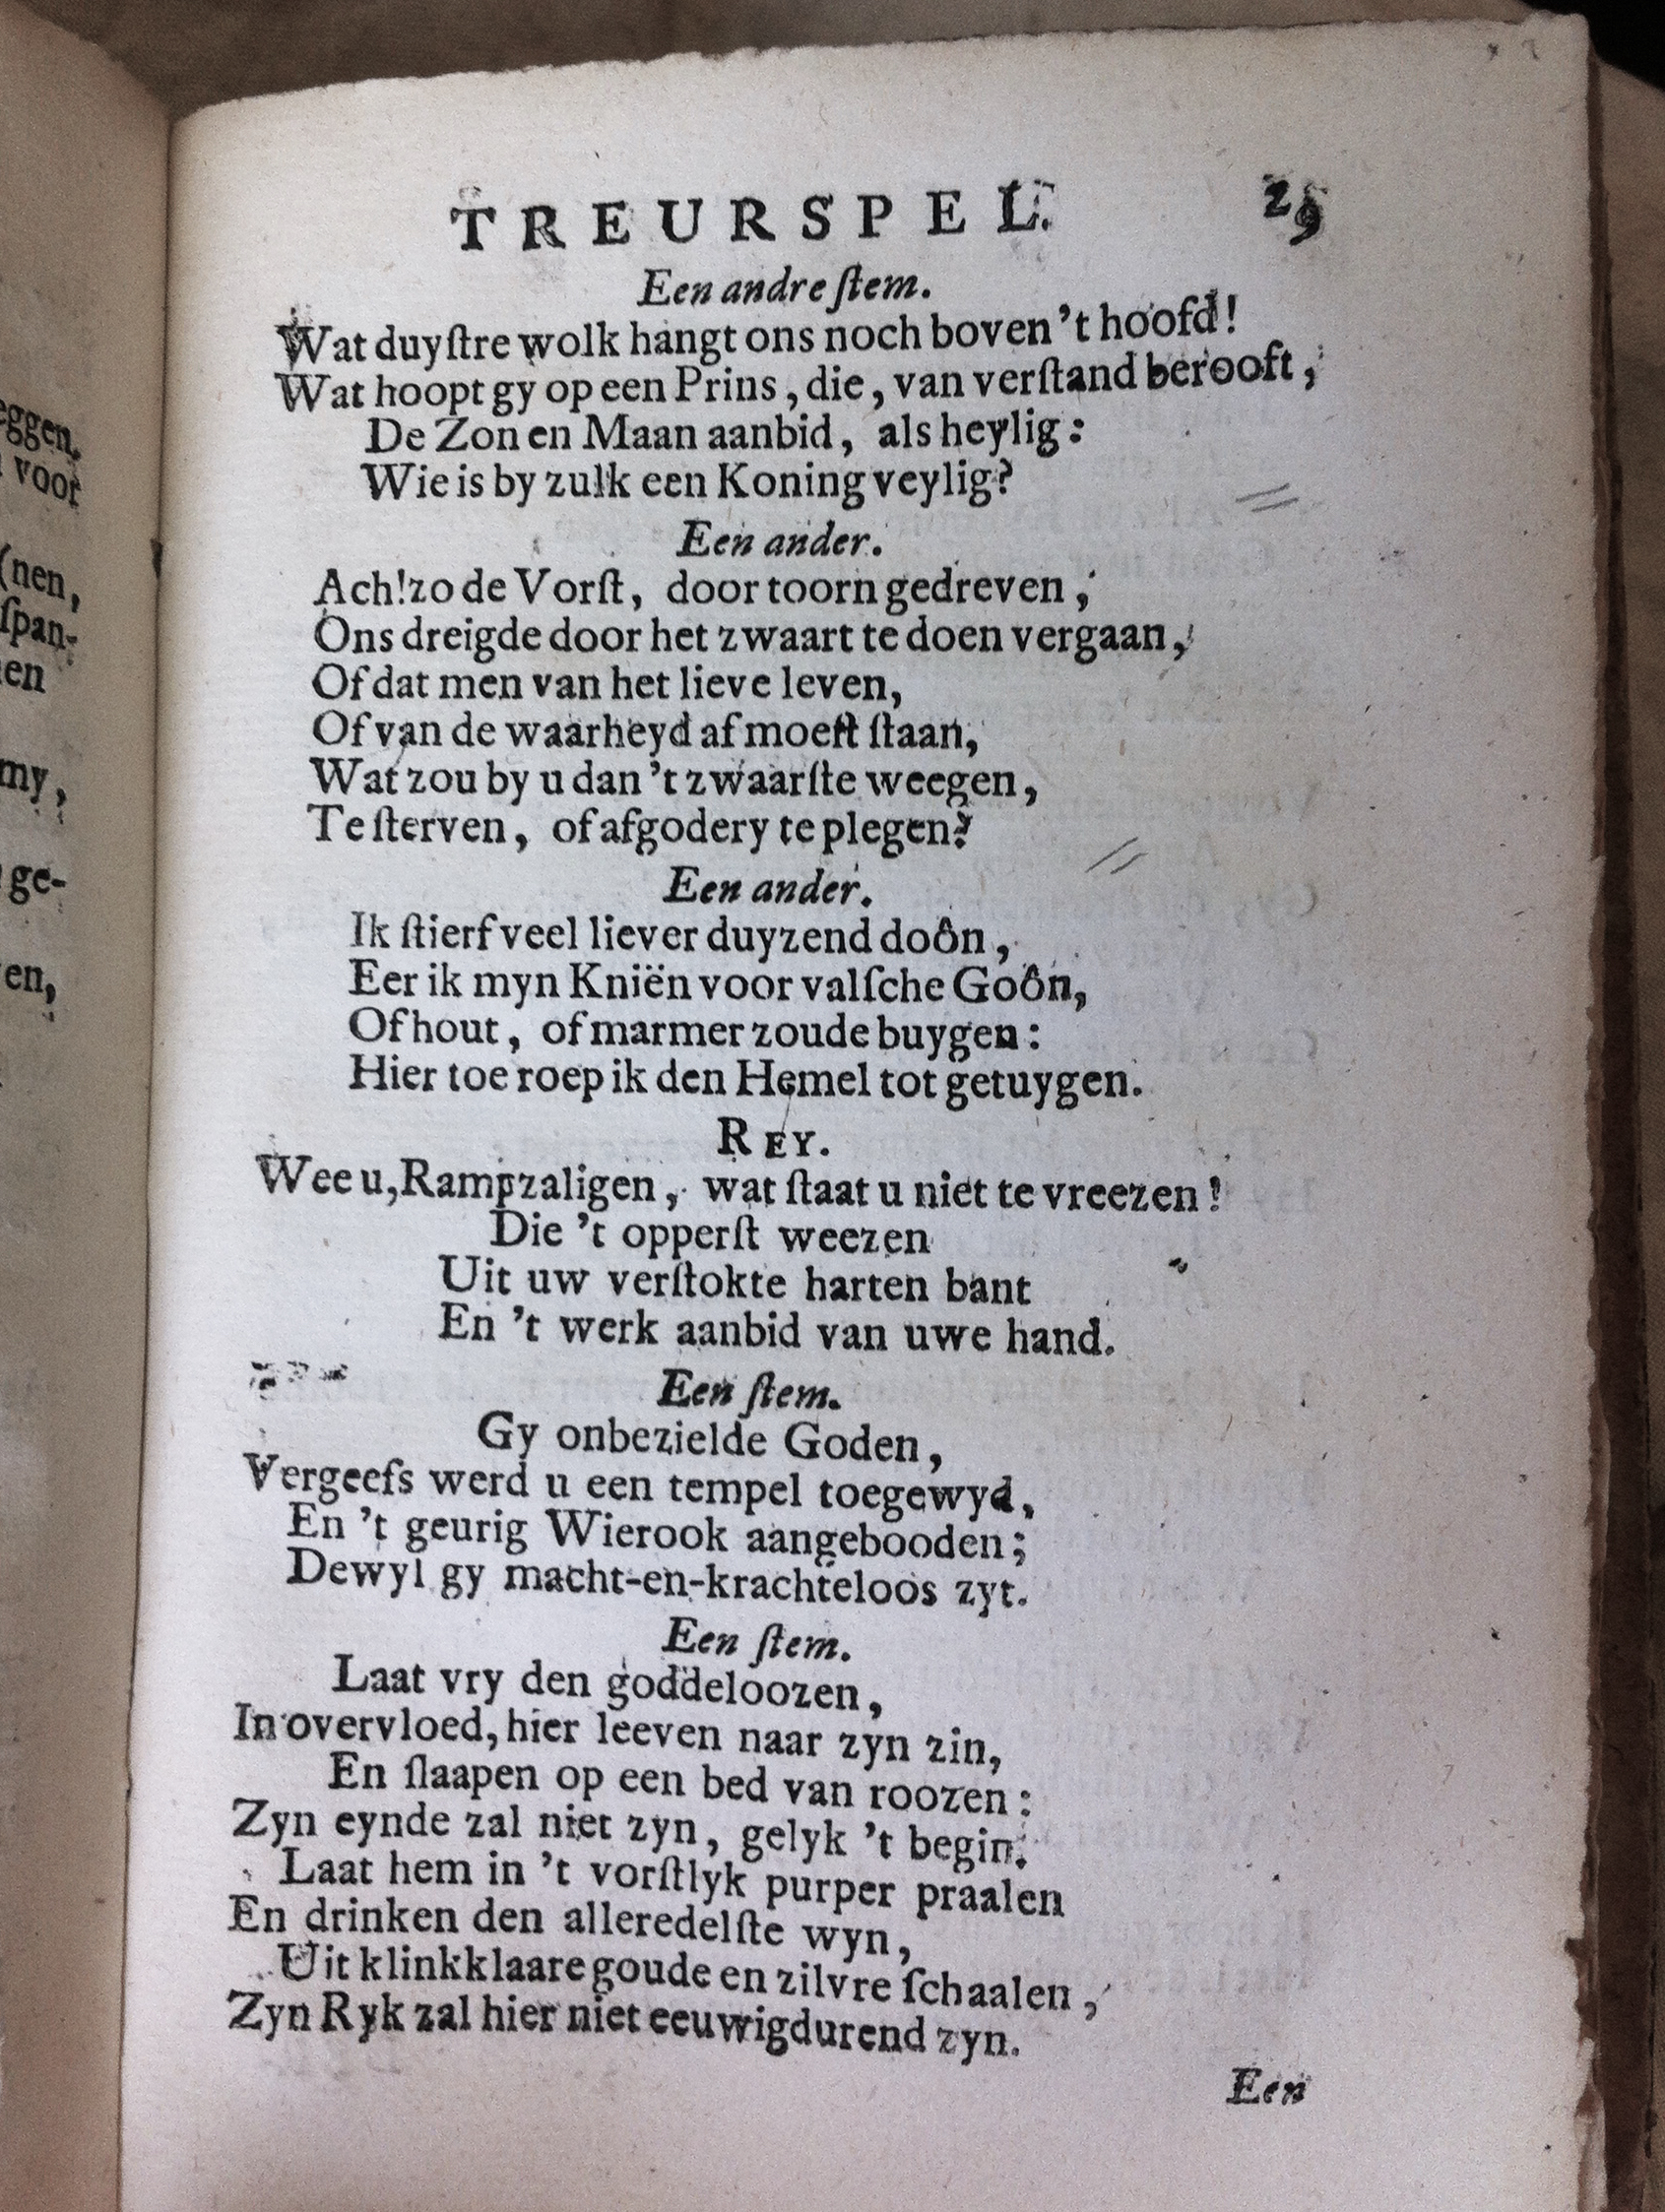 eggen,
voor
(nen,
ſpan-
en
my,
ge-
en,
TREURSPEL. 29
Een andre ſtem.
Wat duyſtre wolk hangt ons noch boven 't hoofd!
Wat hoopt gy op een Prins, die, van verſtand berooft,
De Zon en Maan aanbid, als heylig:
Wie is by zulk een Koning veylig?
Een ander.
Ach! zo de Vorſt, door toorn gedreven,
Ons dreigde door het zwaart te doen vergaan,
Of dat men van het lieve leven,
Of van de waarheyd af moeſt ſtaan,
Wat zou by u dan 't zwaarſte weegen,
Te ſterven, of afgodery te plegen?
Een ander.
Ik ſtierf veel liever duyzend doôn,
Eer ik myn Kniën voor valſche Goôn,
Of hout, of marmer zoude buygen:
Hier toe roep ik den Hemel tot getuygen.
REY.
Wee u, Rampzaligen, wat ſtaat u niet te vreezen!
Die 't opperſt weezen
Uit uw verſtokte harten bant
En 't werk aanbid van uwe hand.
Een ſtem.
Gy onbezielde Goden,
Vergeefs werd u een tempel toegewyd,
En 't geurig Wierook aangebooden;
Dewyl gy macht-en-krachteloos zyt.
Een ſtem.
Laat vry den goddeloozen,
In overvloed, hier leeven naar zyn zin,
En ſlaapen op een bed van roozen:
Zyn eynde zal niet zyn, gelyk 't begin.
Laat hem in 't vorſtlyk purper praalen
En drinken den alleredelſte wyn,
Uit klinkklaare goude en zilvre ſchaalen,
Zyn Ryk zal hier niet eeuwigdurend zyn.
Een